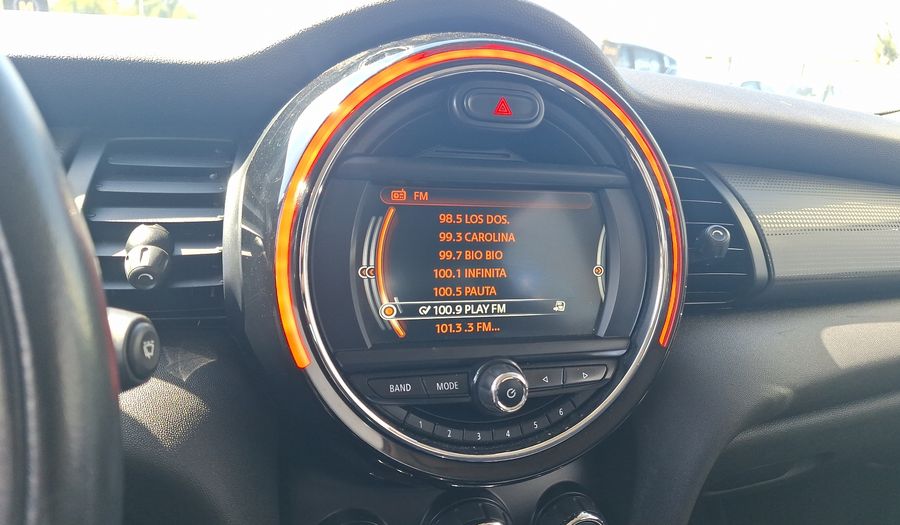 FM
98.5 LOS DOS.
99.3 CAROLINA
99.7 BIO BIO
100.1 INFINITA
100.5 PAUTA
100.9 PLAY FM
101.3 .3 FM...
BAND MODE
1 2 3 4 5 6